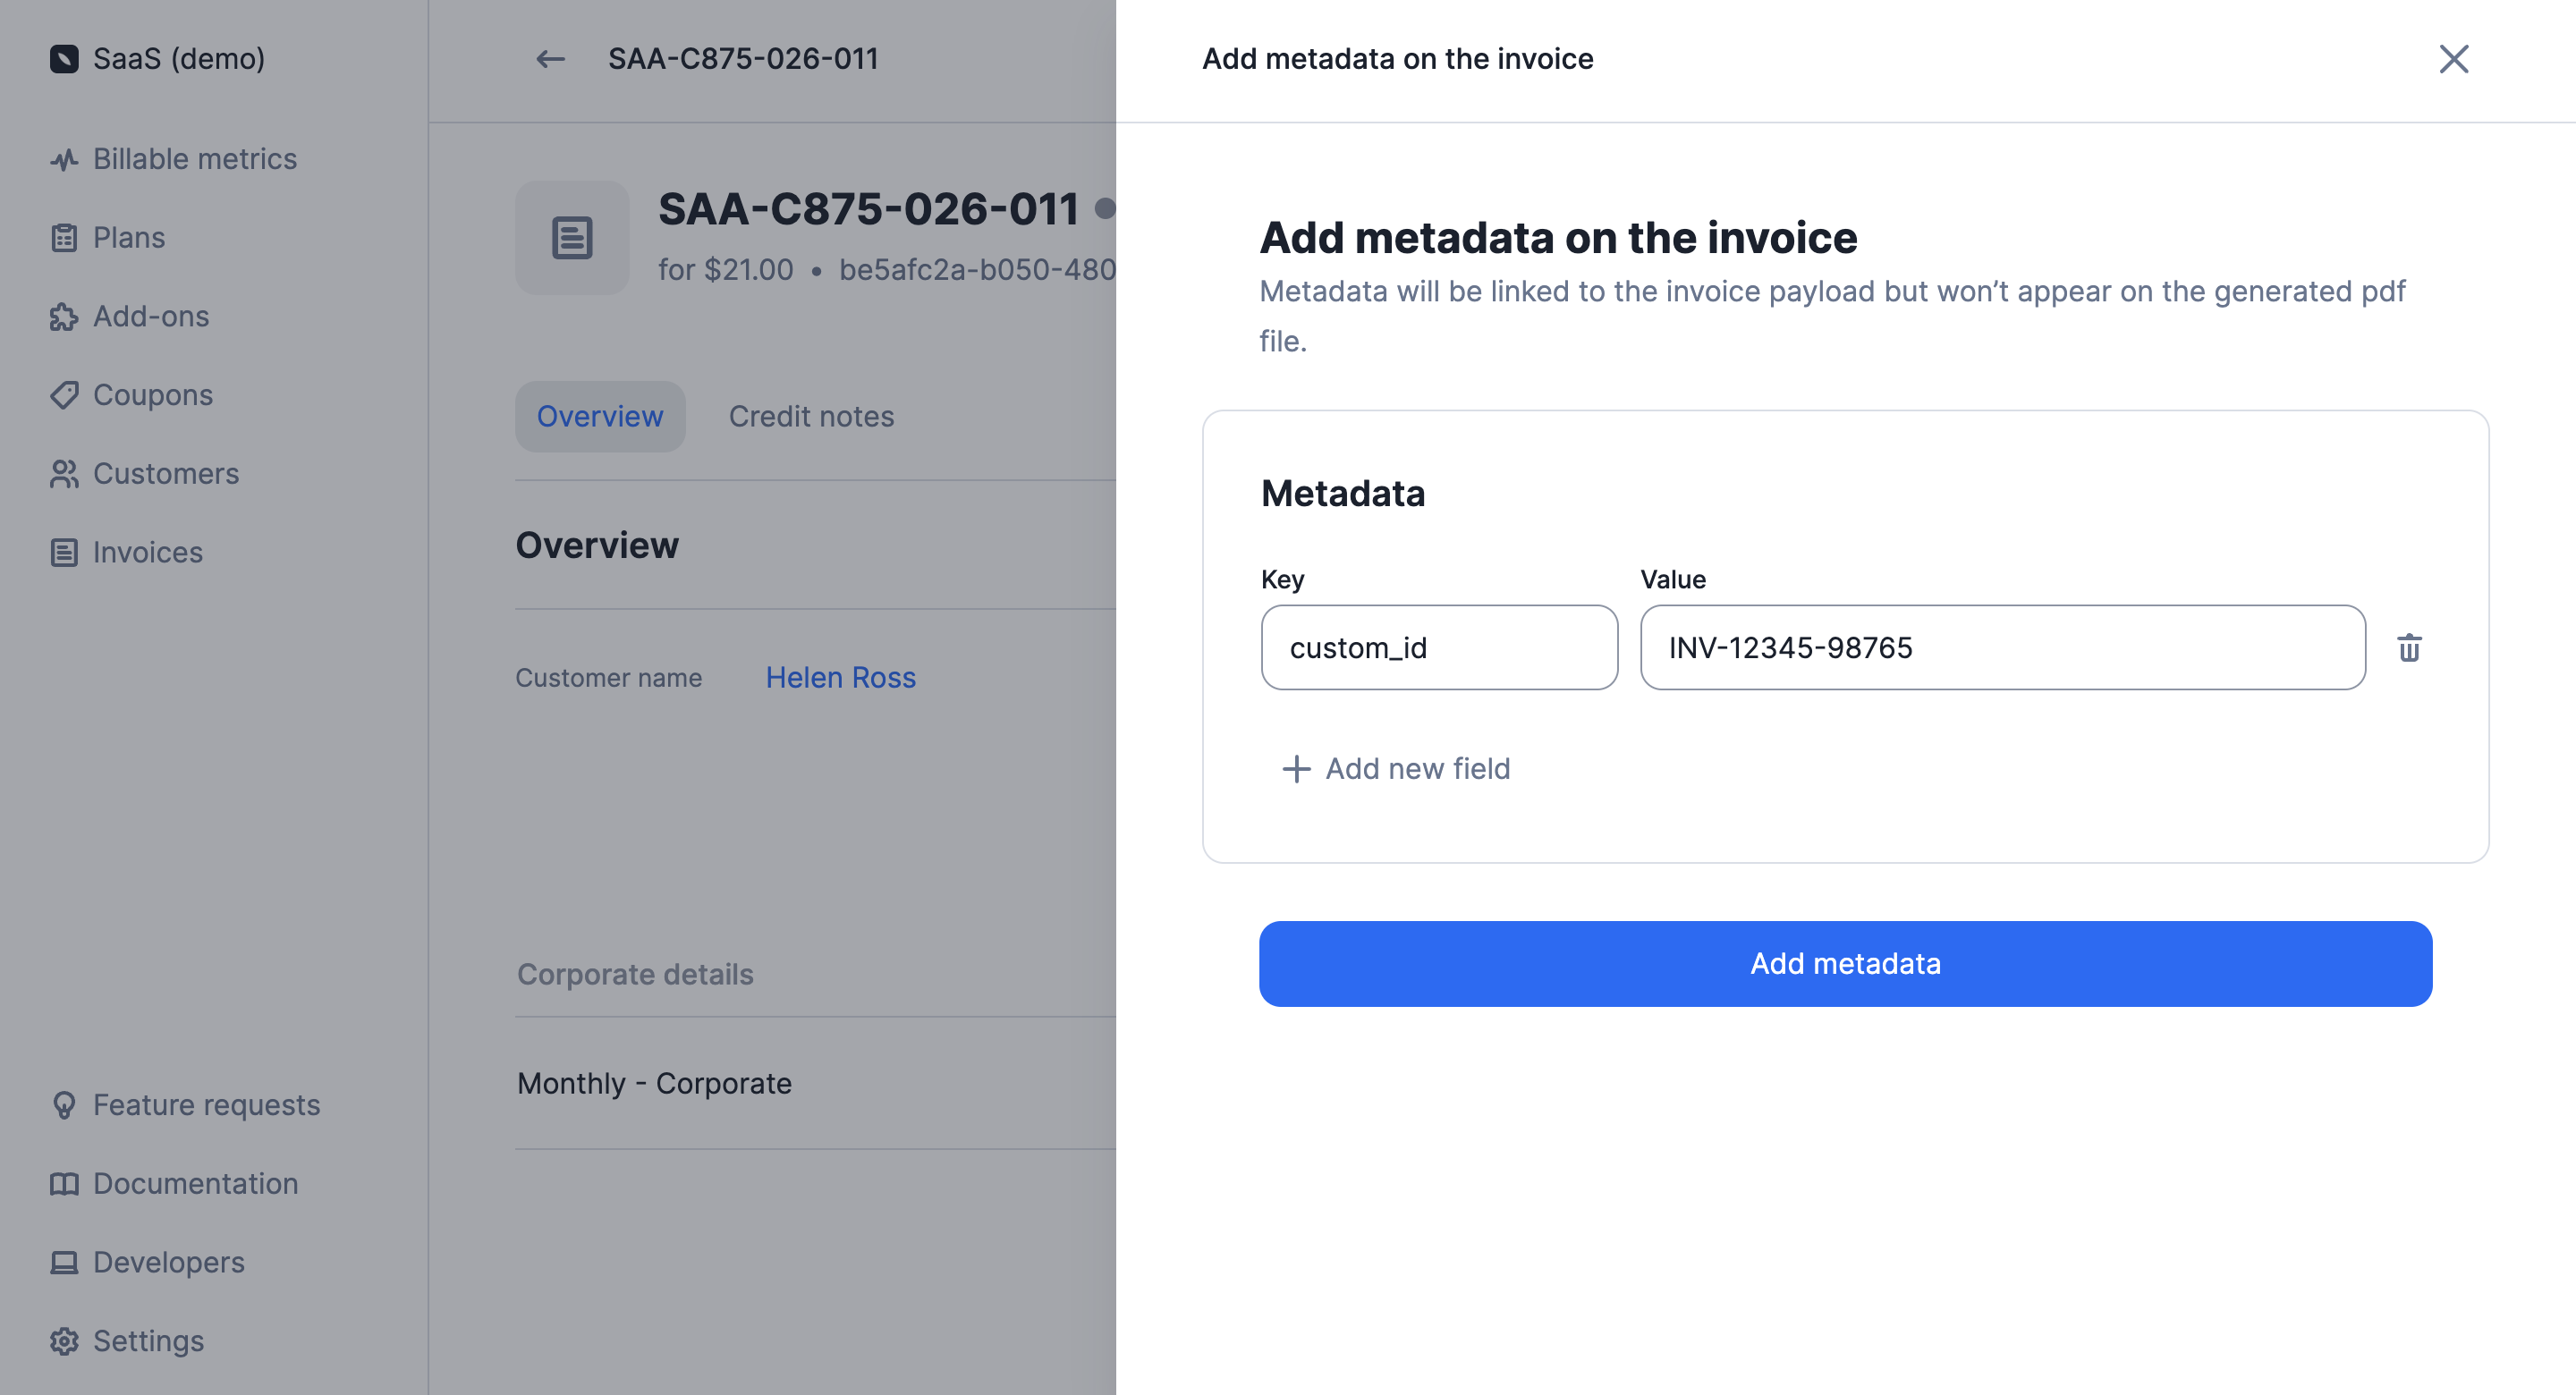 SaaS (demo)
Billable metrics
Plans
Add-ons
Coupons
Customers
Invoices
Feature requests
Documentation
Developers
Settings
SAA-C875-026-011
SAA-C875-026-011
for $21.00 • be5afc2a-b050-480
Overview
Credit notes
Overview
Customer name
Helen Ross
Corporate details
Monthly - Corporate
Add metadata on the invoice
Add metadata on the invoice
Metadata will be linked to the invoice payload but won’t appear on the generated pdf
file.
Metadata
Key
Value
custom_id
INV-12345-98765
Add new field
Add metadata